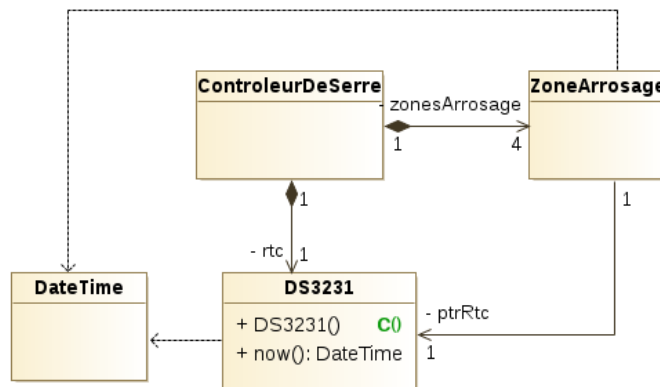 ControleurDeSerre
ZoneArrosage
- zonesArrosage
1
4
1
1
- rtc
1
DateTime
DS3231
- ptrRtc
+ DS3231() C()
+ now(): DateTime
1